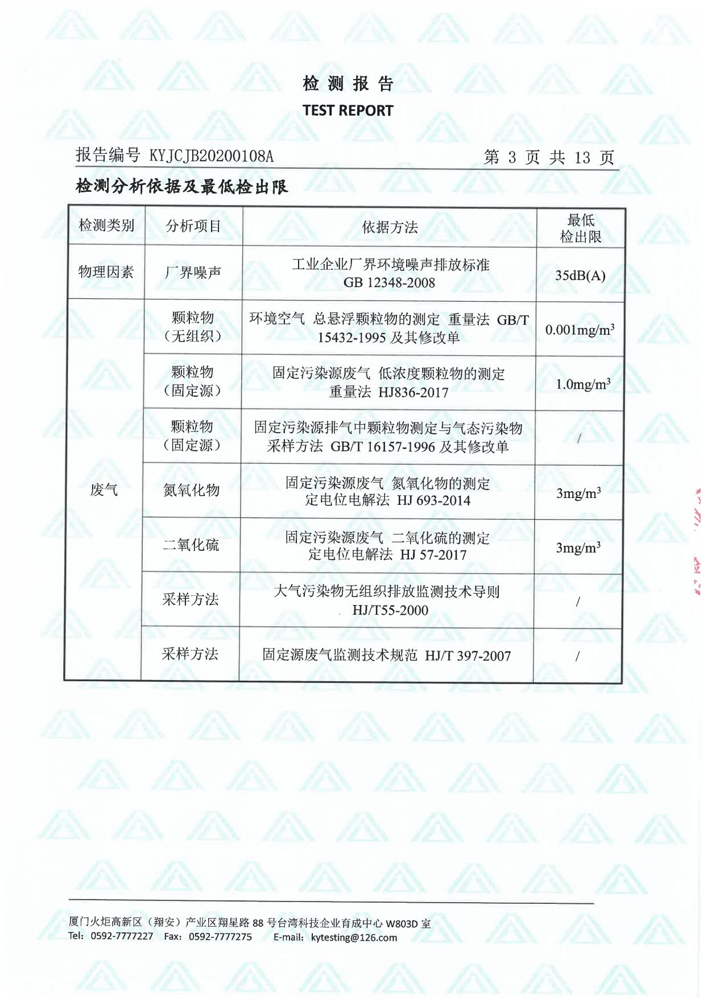 检测报告
TEST REPORT
报告编号 KYJCJB20200108A
第 3 页 共 13 页
检测分析依据及最低检出限
检测类别
分析项目
依据方法
最低
检出限
物理因素
厂界噪声
工业企业厂界环境噪声排放标准
GB 12348-2008
35dB(A)
废气
颗粒物
（无组织）
环境空气 总悬浮颗粒物的测定 重量法 GB/T
15432-1995 及其修改单
0.001mg/m³
颗粒物
（固定源）
固定污染源废气 低浓度颗粒物的测定
重量法 HJ836-2017
1.0mg/m³
颗粒物
（固定源）
固定污染源排气中颗粒物测定与气态污染物
采样方法 GB/T 16157-1996 及其修改单
/
氮氧化物
固定污染源废气 氮氧化物的测定
定电位电解法 HJ 693-2014
3mg/m³
二氧化硫
固定污染源废气 二氧化硫的测定
定电位电解法 HJ 57-2017
3mg/m³
采样方法
大气污染物无组织排放监测技术导则
HJ/T55-2000
/
采样方法
固定源废气监测技术规范 HJ/T 397-2007
/
厦门火炬高新区（翔安）产业区翔星路 88 号台湾科技企业育成中心 W803D 室
Tel：0592-7777227 Fax：0592-7777275 E-mail：kytesting@126.com